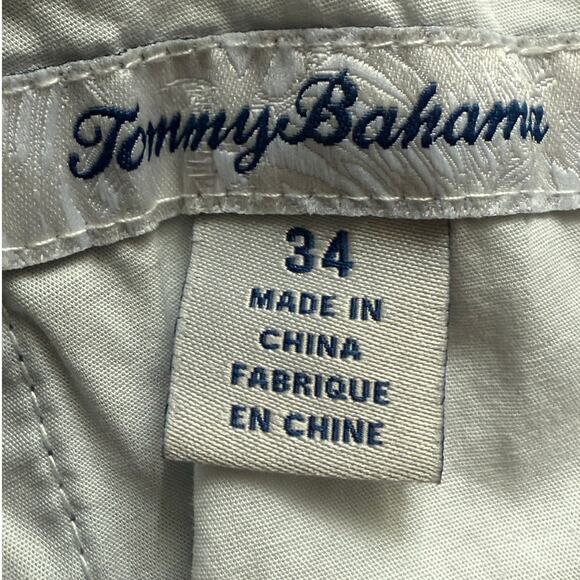 Tommy Bahama
34
MADE IN
CHINA
FABRIQUE
EN CHINE